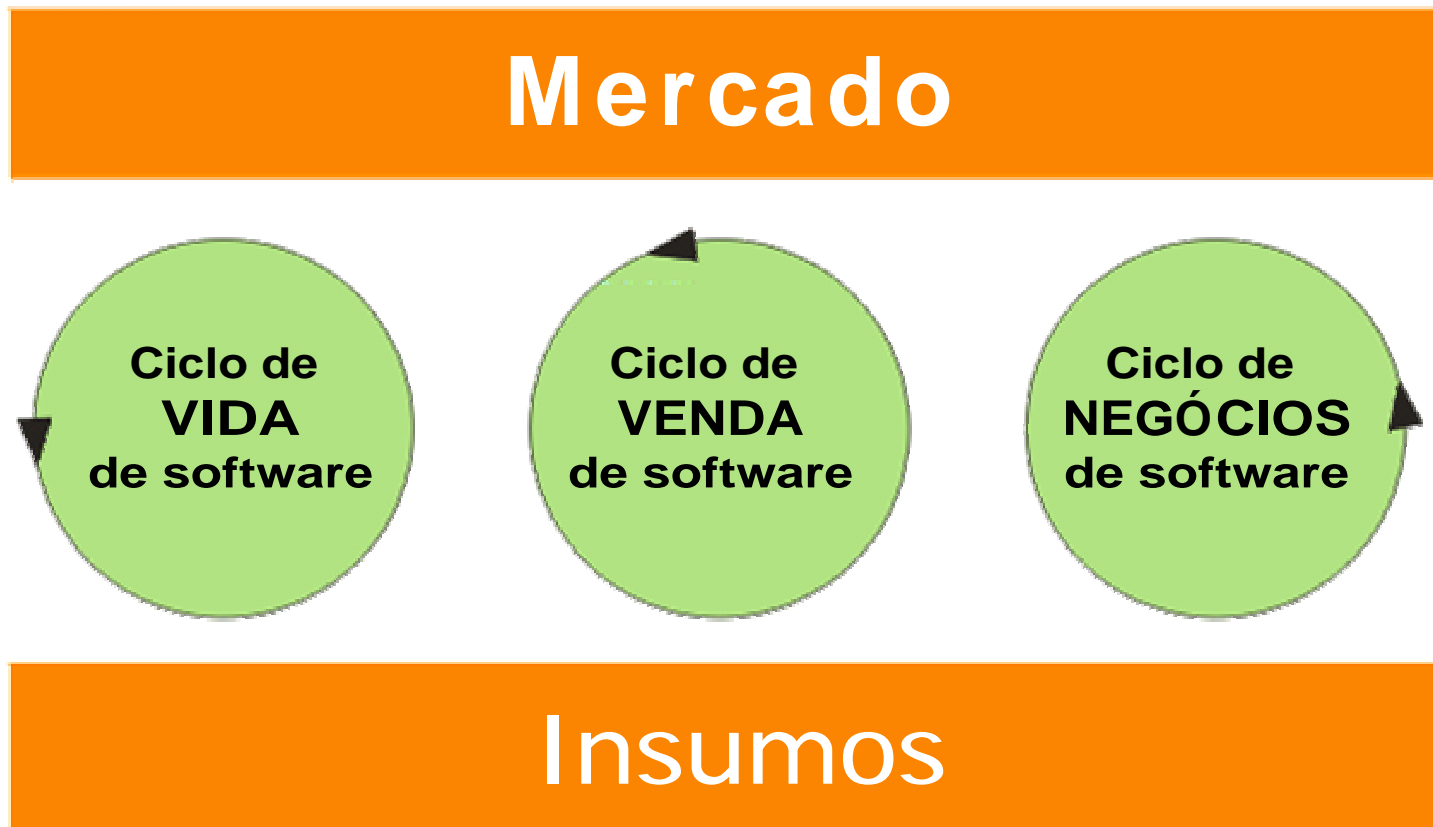 Mercado
Ciclo de
VIDA
de software
Ciclo de
VENDA
de software
Ciclo de
NEGÓCIOS
de software
Insumos